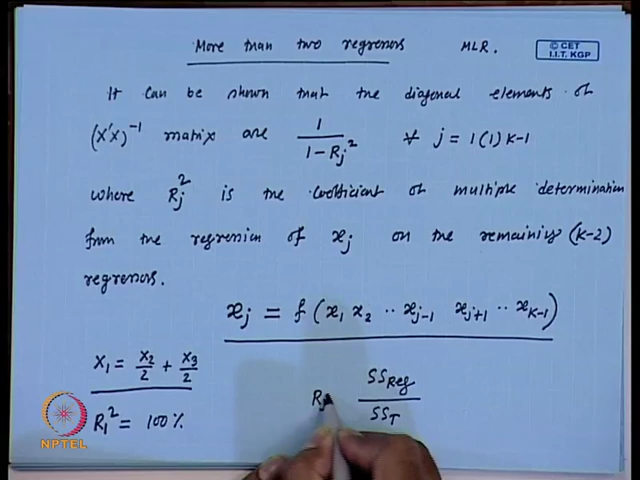 More than two regressors MLR.
© CET
I.I.T. KGP
It can be shown that the diagonal elements of
(X'X)⁻¹ matrix are 1/(1 - Rj²) ∀ j = 1(1) K-1
where Rj² is the coefficient of multiple determination
from the regression of xj on the remaining (K-2)
regressors.
xj = f (x1 x2 .. xj-1 xj+1 .. xK-1)
X1 = X2/2 + X3/2
R1² = 100%
Rj SSReg/SST
NPTEL